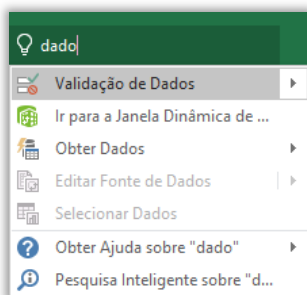 dado
Validação de Dados
Ir para a Janela Dinâmica de ...
Obter Dados
Editar Fonte de Dados
Selecionar Dados
Obter Ajuda sobre "dado"
Pesquisa Inteligente sobre "d...